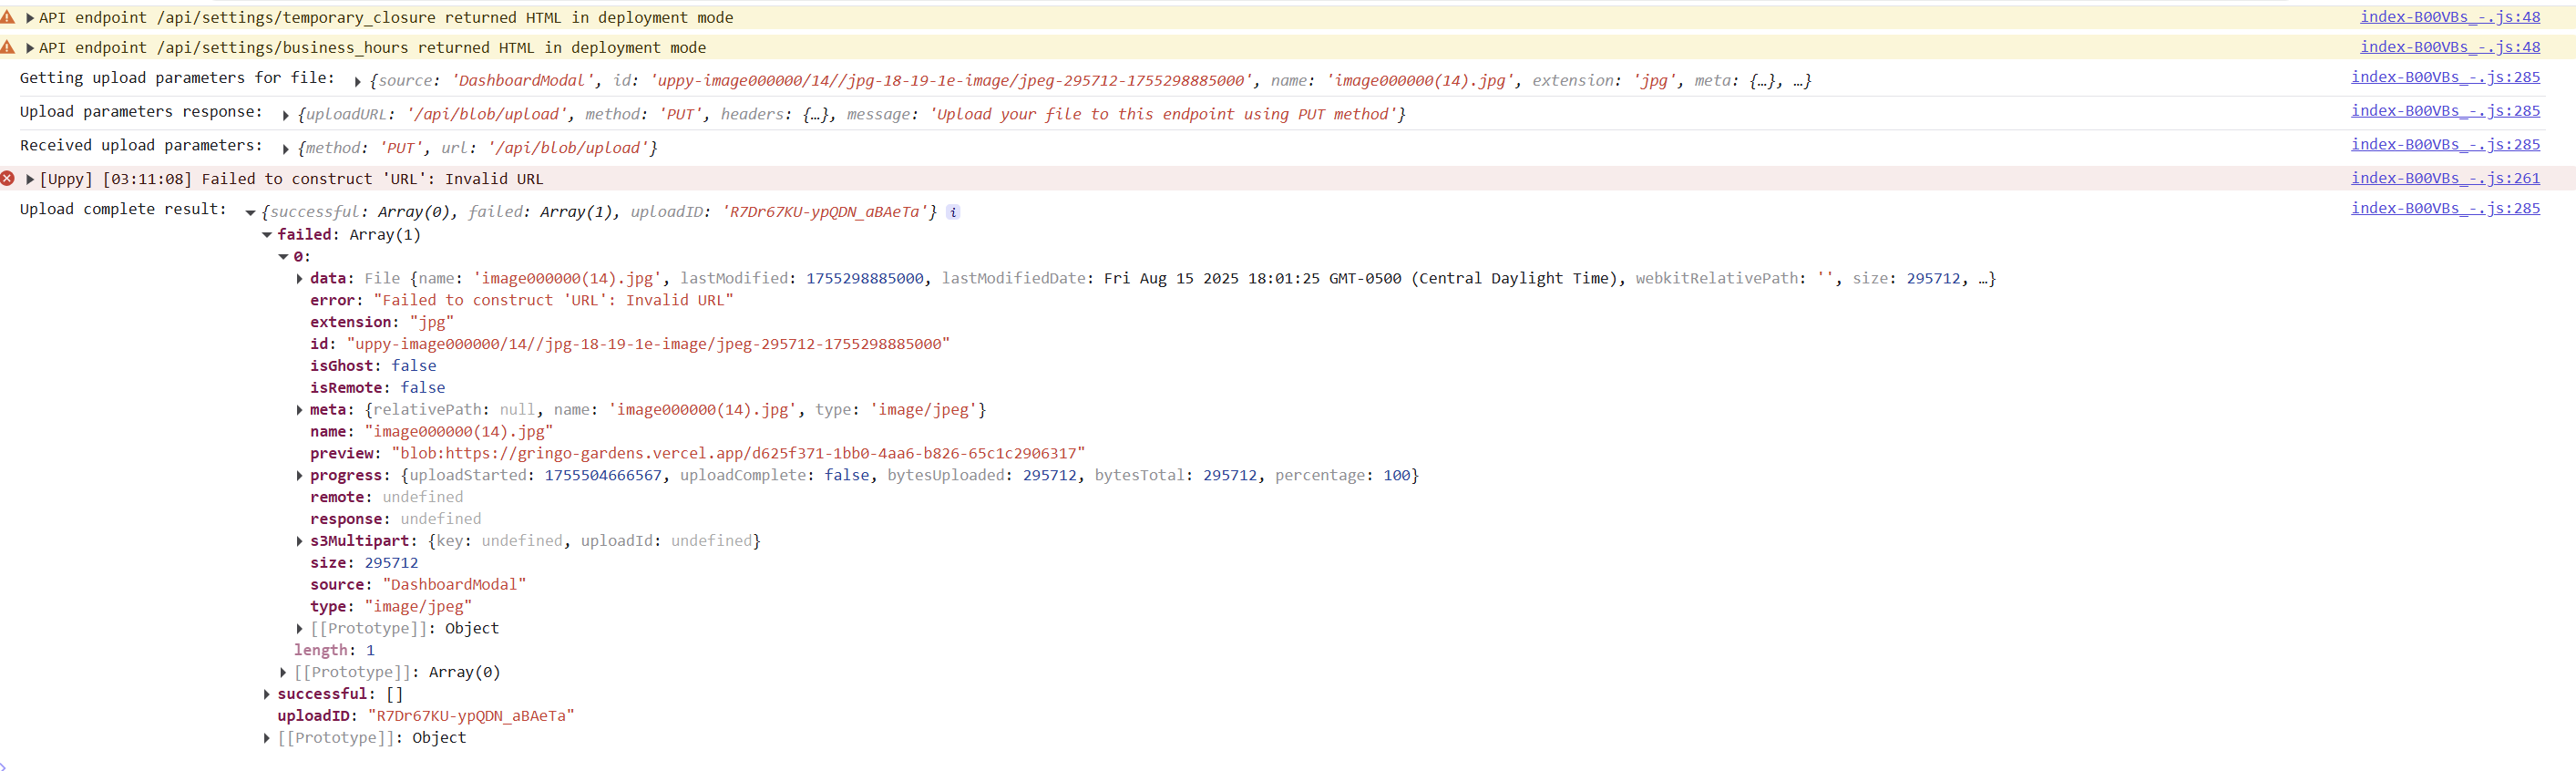 API endpoint /api/settings/temporary_closure returned HTML in deployment mode index-B00VBs_-.js:48
API endpoint /api/settings/business_hours returned HTML in deployment mode index-B00VBs_-.js:48
Getting upload parameters for file: {source: 'DashboardModal', id: 'uppy-image000000/14//jpg-18-19-1e-image/jpeg-295712-1755298885000', name: 'image000000(14).jpg', extension: 'jpg', meta: {…}, …} index-B00VBs_-.js:285
Upload parameters response: {uploadURL: '/api/blob/upload', method: 'PUT', headers: {…}, message: 'Upload your file to this endpoint using PUT method'} index-B00VBs_-.js:285
Received upload parameters: {method: 'PUT', url: '/api/blob/upload'} index-B00VBs_-.js:285
[Uppy] [03:11:08] Failed to construct 'URL': Invalid URL index-B00VBs_-.js:261
Upload complete result: {successful: Array(0), failed: Array(1), uploadID: 'R7Dr67KU-ypQDN_aBAeTa'} i index-B00VBs_-.js:285
failed: Array(1)
0:
data: File {name: 'image000000(14).jpg', lastModified: 1755298885000, lastModifiedDate: Fri Aug 15 2025 18:01:25 GMT-0500 (Central Daylight Time), webkitRelativePath: '', size: 295712, …}
error: "Failed to construct 'URL': Invalid URL"
extension: "jpg"
id: "uppy-image000000/14//jpg-18-19-1e-image/jpeg-295712-1755298885000"
isGhost: false
isRemote: false
meta: {relativePath: null, name: 'image000000(14).jpg', type: 'image/jpeg'}
name: "image000000(14).jpg"
preview: "blob:https://gringo-gardens.vercel.app/d625f371-1bb0-4aa6-b826-65c1c2906317"
progress: {uploadStarted: 1755504666567, uploadComplete: false, bytesUploaded: 295712, bytesTotal: 295712, percentage: 100}
remote: undefined
response: undefined
s3Multipart: {key: undefined, uploadId: undefined}
size: 295712
source: "DashboardModal"
type: "image/jpeg"
[[Prototype]]: Object
length: 1
[[Prototype]]: Array(0)
successful: []
uploadID: "R7Dr67KU-ypQDN_aBAeTa"
[[Prototype]]: Object